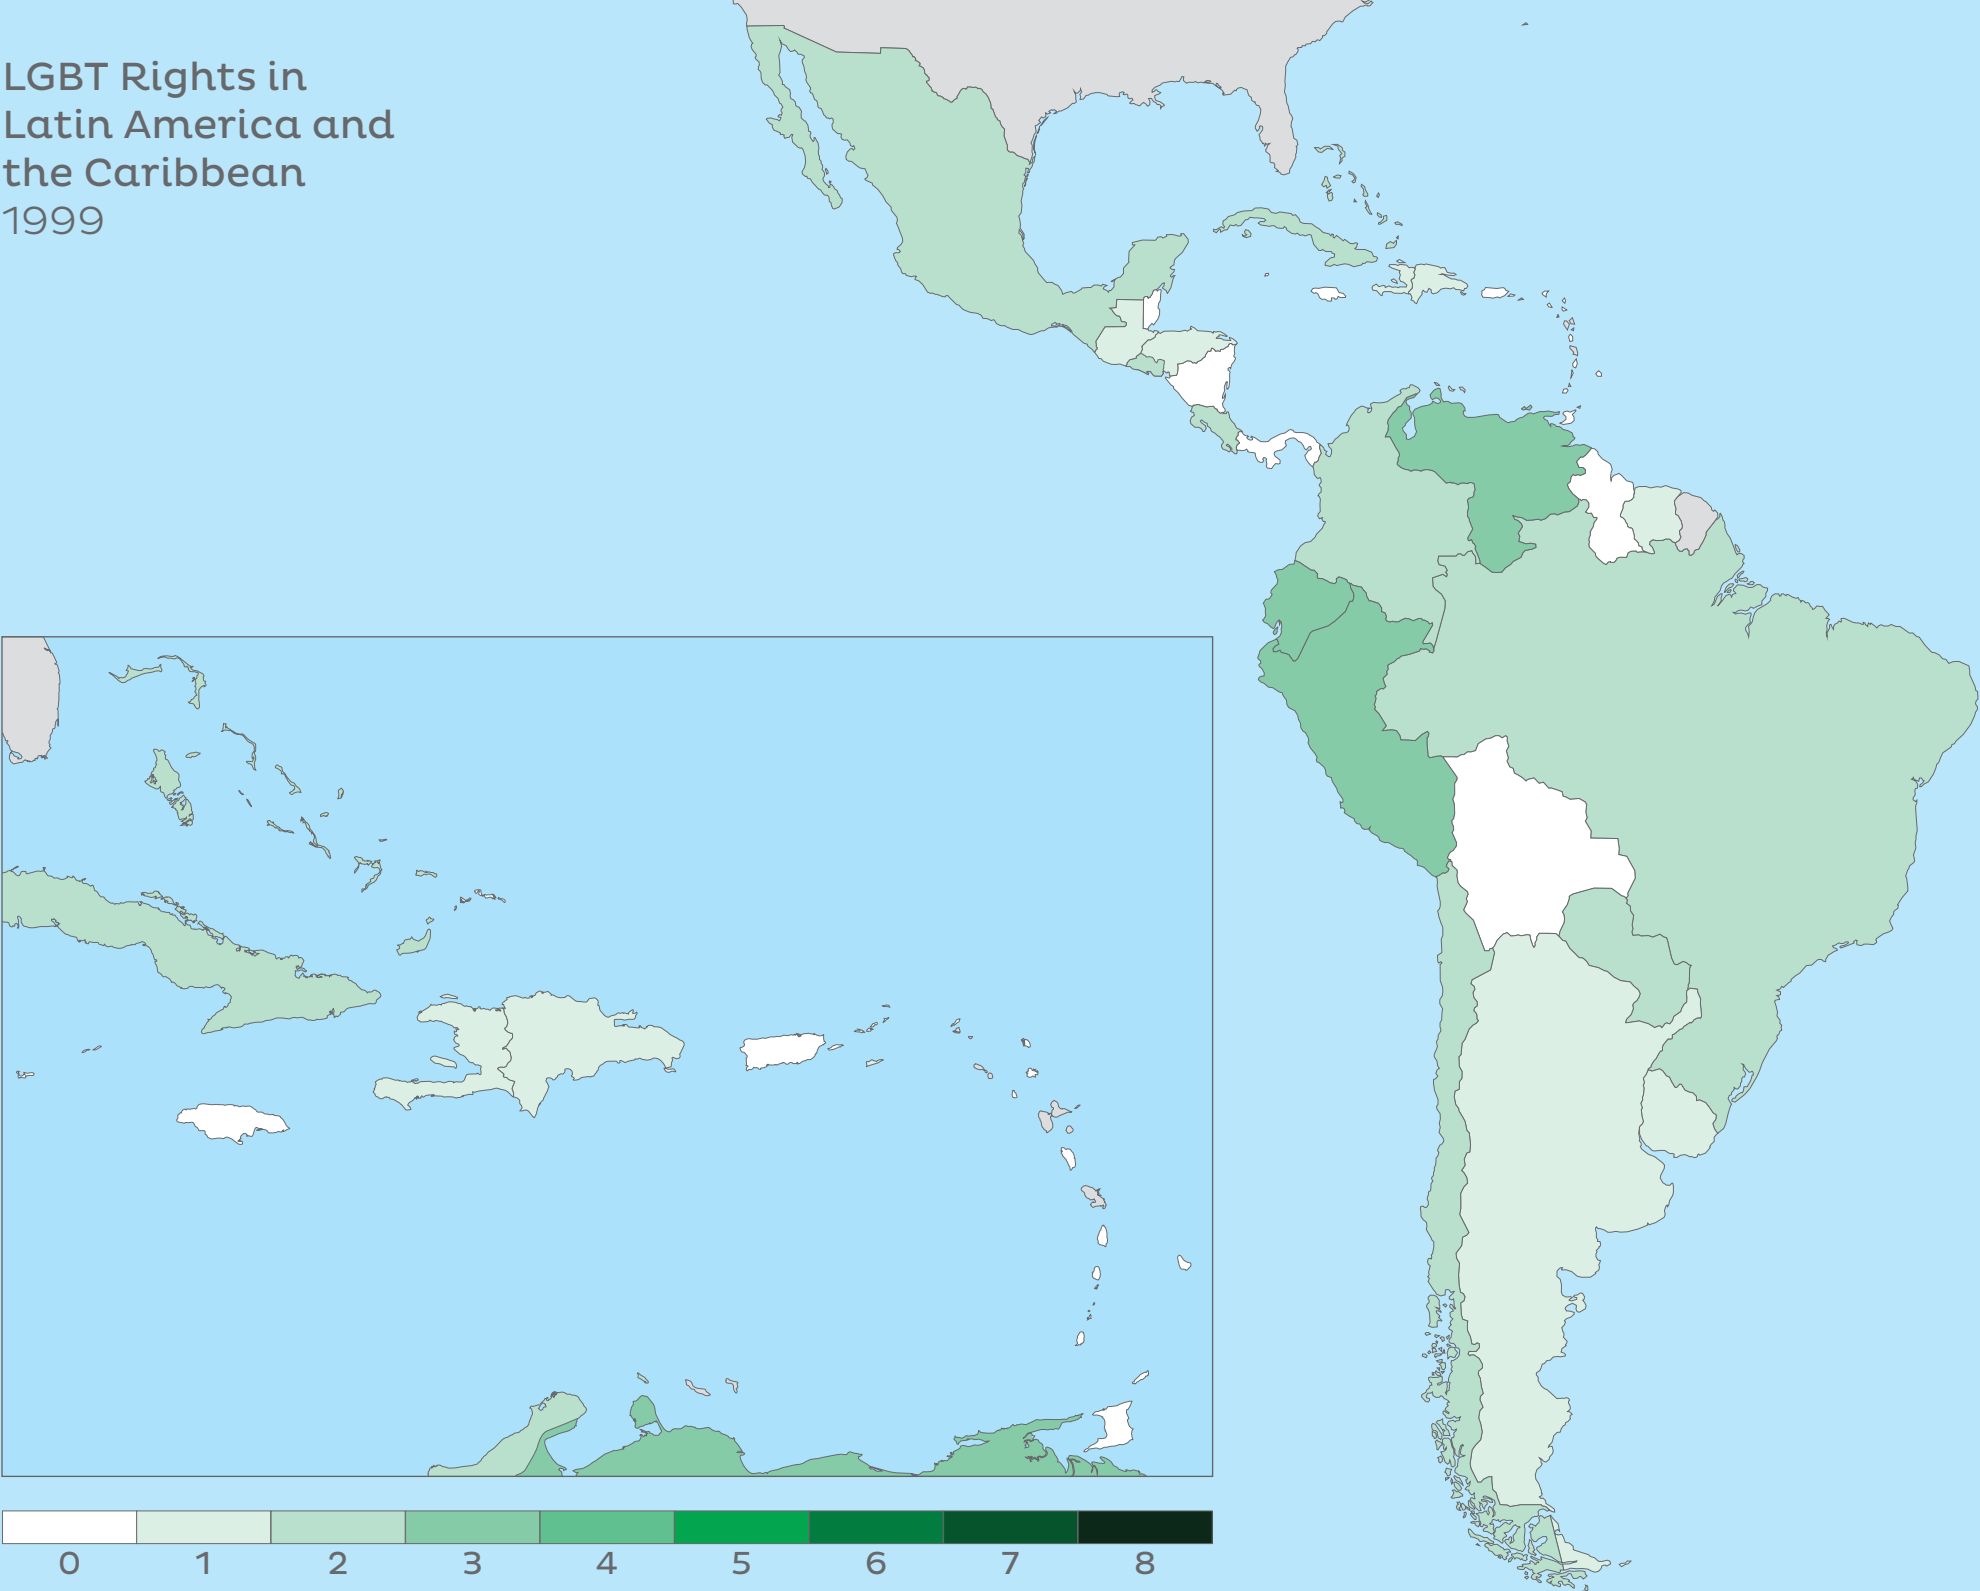 LGBT Rights in
Latin America and
the Caribbean
1999
0 1 2 3 4 5 6 7 8